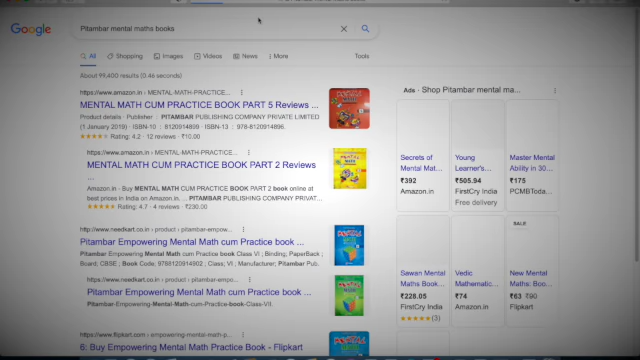 Google
Pitambar mental maths books
All
Shopping
Images
Videos
News
More
Tools
About 99,400 results (0.46 seconds)
https://www.amazon.in › MENTAL-MATH-PRACTICE...
MENTAL MATH CUM PRACTICE BOOK PART 5 Reviews ...
Product details · Publisher : PITAMBAR PUBLISHING COMPANY PRIVATE LIMITED
(1 January 2019) · ISBN-10 : 8120914899 · ISBN-13 : 978-8120914896.
Rating: 4.2 · 12 reviews · ₹10.00
https://www.amazon.in › MENTAL-MATH-PRACTICE...
MENTAL MATH CUM PRACTICE BOOK PART 2 Reviews
...
Amazon.in - Buy MENTAL MATH CUM PRACTICE BOOK PART 2 book online at
best prices in India on Amazon.in. ... PITAMBAR PUBLISHING COMPANY PRIVAT...
Rating: 4.7 · 4 reviews · ₹230.00
https://www.needkart.co.in › product › pitambar-empow...
Pitambar Empowering Mental Math cum Practice book ...
Pitambar Empowering Mental Math cum Practice book Class VI ; Binding, PaperBack ;
Board; CBSE ; Book Code, 9788120914902 ; Class, VI ; Manufacturer, Pitambar Pub.
https://www.needkart.co.in › product › pitambar-empo...
Pitambar Empowering Mental Math cum Practice book ...
Pitambar-Empowering-Mental-Math-cum-Practice-book-Class-VII.
https://www.flipkart.com › empowering-mental-math-p...
6: Buy Empowering Mental Math Practice Book - Flipkart
Ads · Shop Pitambar mental ma...
Secrets of
Mental Mat...
₹392
Amazon.in
Young
Learner's...
₹505.94
FirstCry India
Free delivery
Master Mental
Ability in 30...
₹175
PCMBToda...
SALE
Sawan Mental
Maths Book...
₹228.05
FirstCry India
(3)
Vedic
Mathematic...
₹74
Amazon.in
New Mental
Maths: Boo...
₹63 ₹90
Flipkart